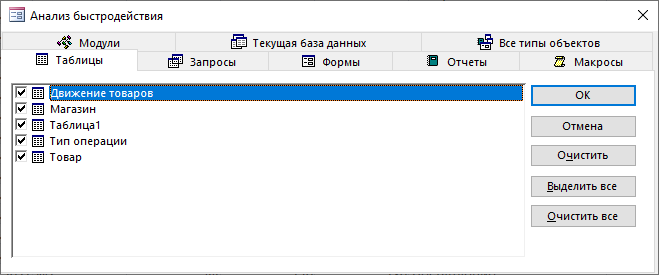 Анализ быстродействия
Модули
Текущая база данных
Все типы объектов
Таблицы
Запросы
Формы
Отчеты
Макросы
Движение товаров
Магазин
Таблица1
Тип операции
Товар
ОК
Отмена
Очистить
Выделить все
Очистить все